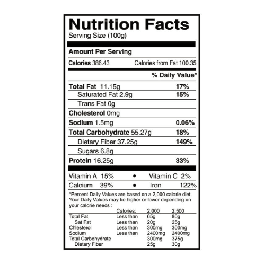 Nutrition Facts
Serving Size (100g)
Amount Per Serving
Calories 386.43 Calories from Fat 100.35
% Daily Value*
Total Fat 11.15g 17%
Saturated Fat 2.9g 15%
Trans Fat 0g
Cholesterol 0mg
Sodium 1.5mg 0.06%
Total Carbohydrate 55.27g 18%
Dietary Fiber 37.25g 149%
Sugars 6.8g
Protein 16.25g 33%
Vitamin A 15% • Vitamin C 2%
Calcium 39% • Iron 122%
*Percent Daily Values are based on a 2,000 calorie diet.
Your Daily Values may be higher or lower depending on
your calorie needs:
Calories: 2,000 2,500
Total Fat Less than 65g 80g
Sat Fat Less than 20g 25g
Cholesterol Less than 300mg 300mg
Sodium Less than 2400mg 2400mg
Total Carbohydrate 300mg 375g
Dietary Fiber 25g 30g